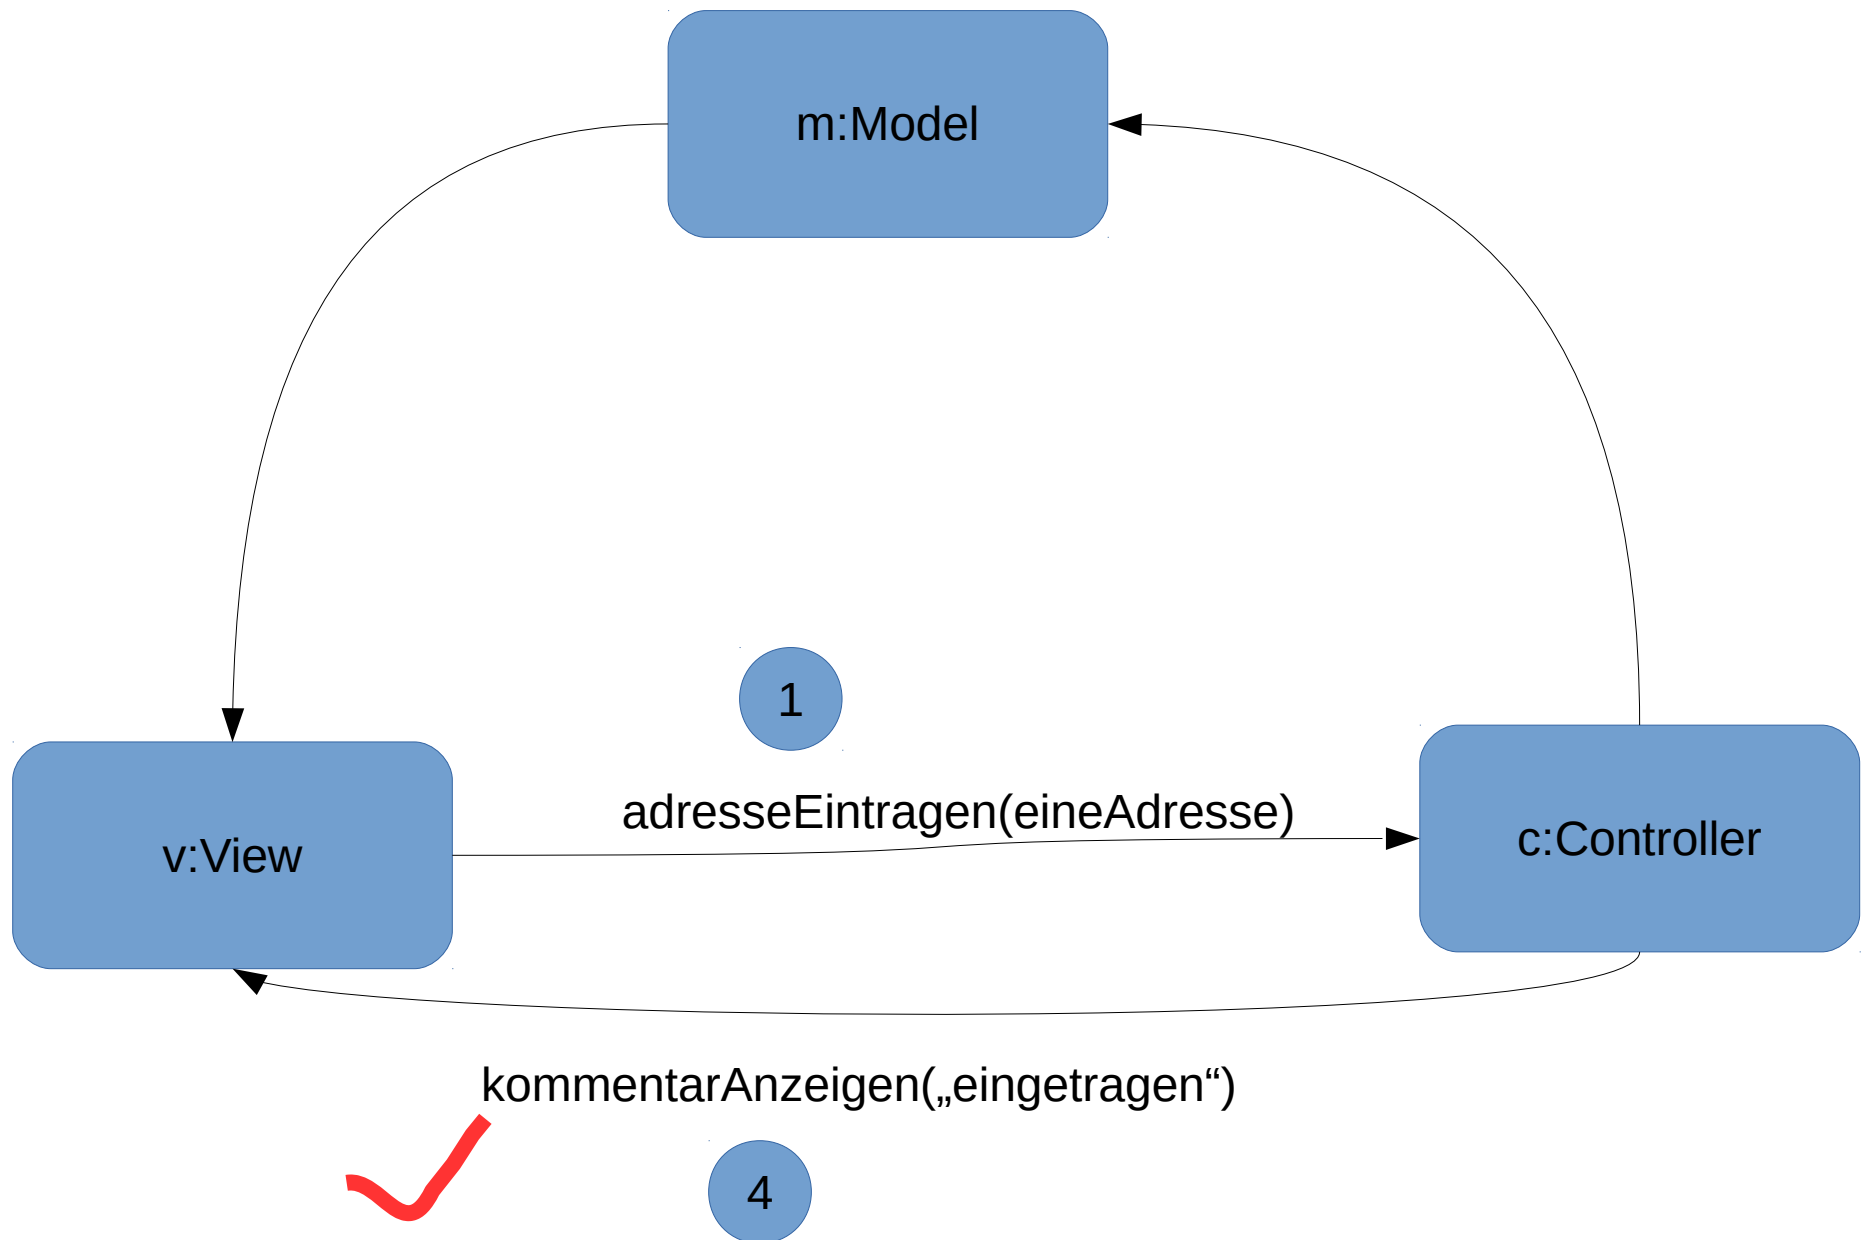 m:Model
1
adresseEintragen(eineAdresse)
v:View
c:Controller
kommentarAnzeigen(„eingetragen“)
4